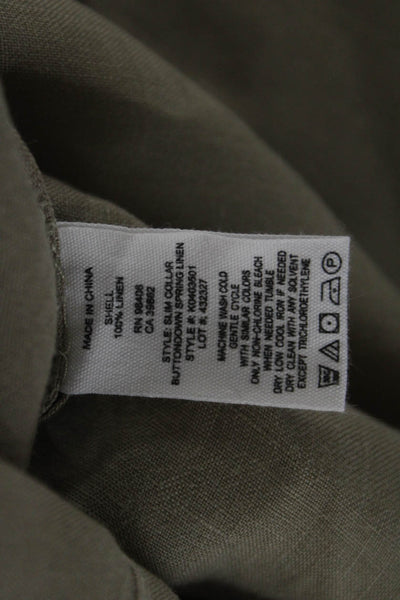 MADE IN CHINA
SHELL
100% LINEN
RN 98408
CA 36662
STYLE: SLIM COLLAR
BUTTONDOWN SPRING LINEN
STYLE #: K0403501
LOT #: 432327
MACHINE WASH COLD
GENTLE CYCLE
WITH SIMILAR COLORS
ONLY NON-CHLORINE BLEACH
WHEN NEEDED TUMBLE
DRY LOW COOL IRON IF NEEDED
DRY CLEAN WITH ANY SOLVENT
EXCEPT TRICHLOROETHYLENE